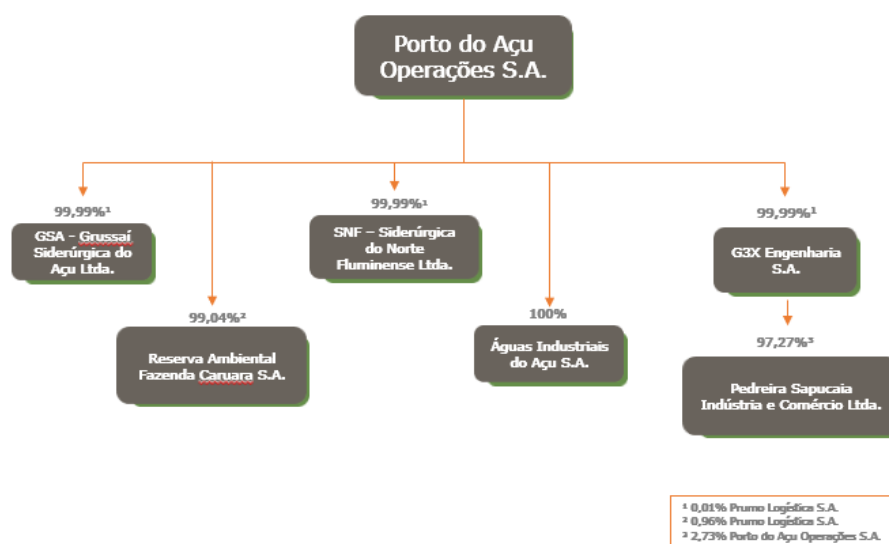 Porto do Açu
Operações S.A.
99,99%¹
GSA - Grussaí
Siderúrgica do
Açu Ltda.
99,04%²
Reserva Ambiental
Fazenda Caruara S.A.
99,99%¹
SNF – Siderúrgica
do Norte
Fluminense Ltda.
100%
Águas Industriais
do Açu S.A.
99,99%¹
G3X Engenharia
S.A.
97,27%³
Pedreira Sapucaia
Indústria e Comércio Ltda.
¹ 0,01% Prumo Logística S.A.
² 0,96% Prumo Logística S.A.
³ 2,73% Porto do Açu Operações S.A.